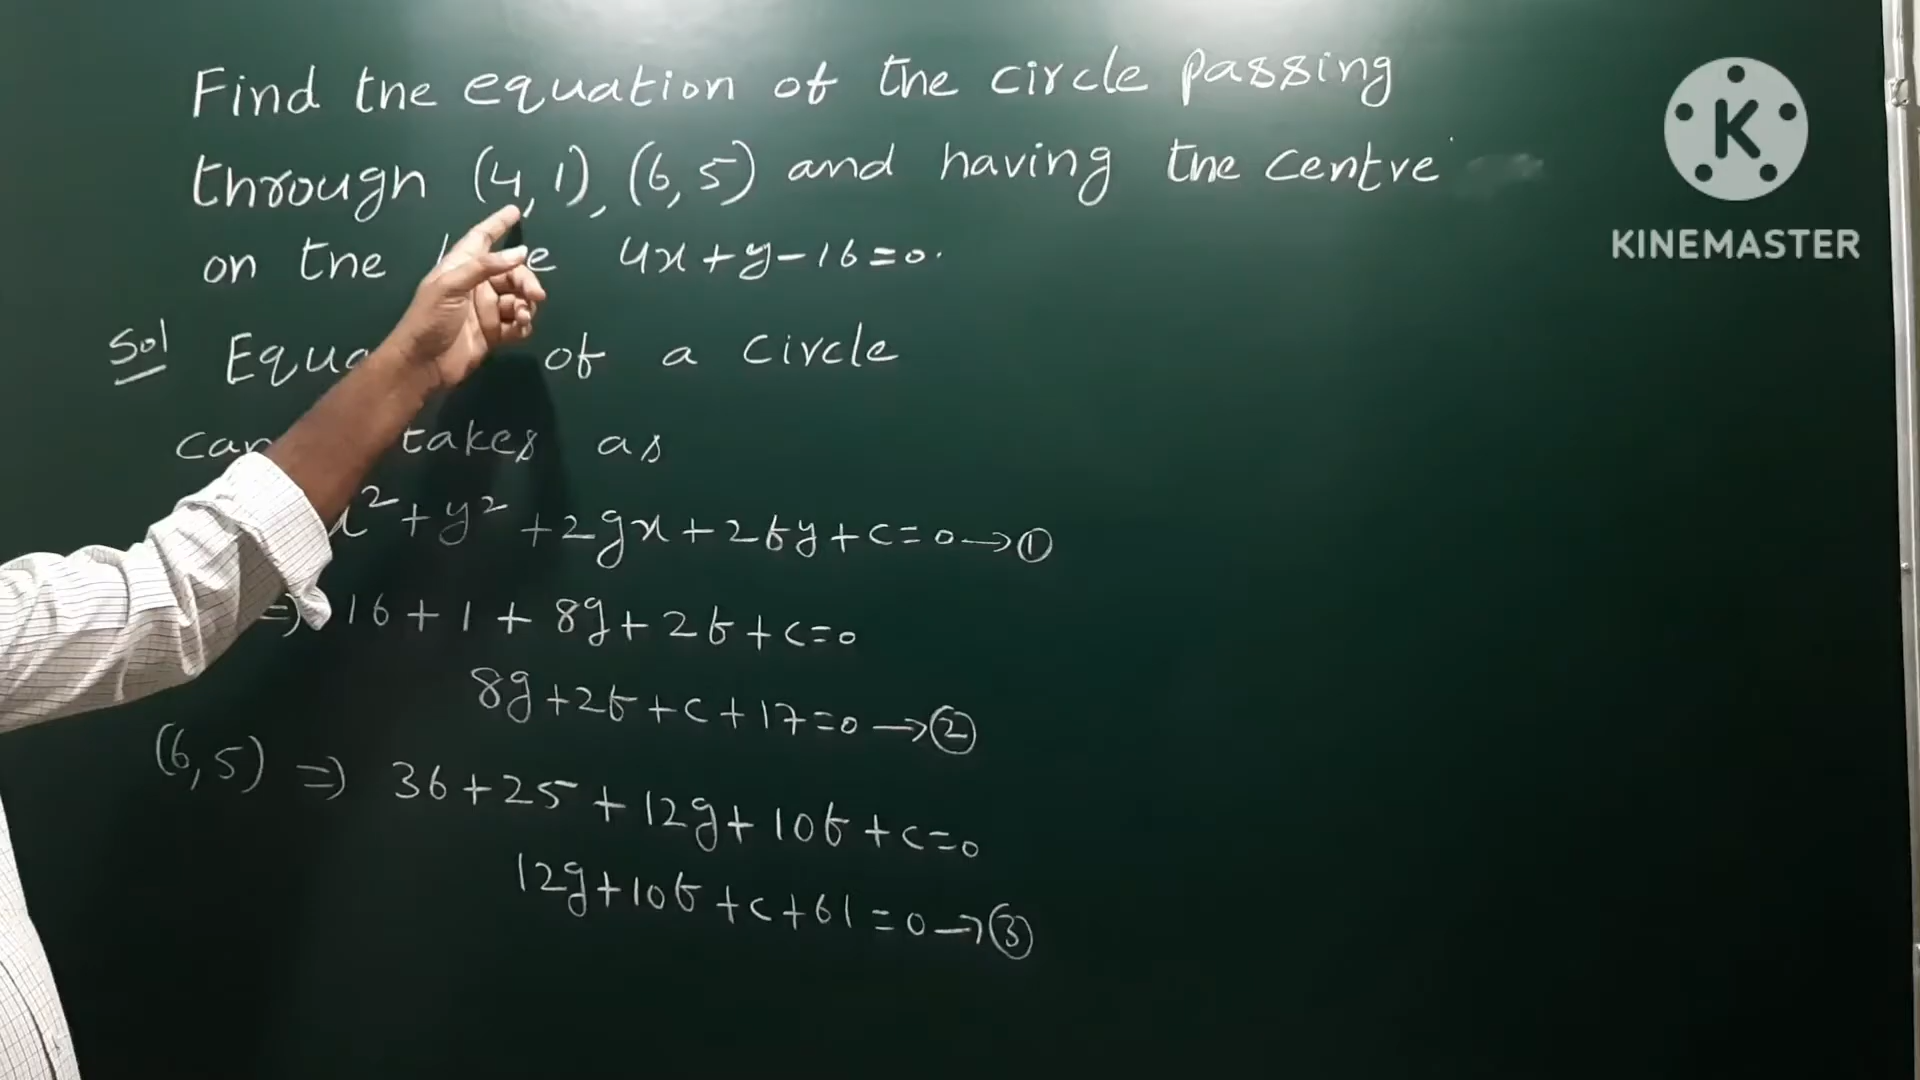 Find the equation of the circle passing
through (4,1), (6,5) and having the centre
on the 4x+y-16=0.
Sol of a circle
takes as
x²+y²+2gx+2fy+c=0→①
=) 16+1+8g+2f+c=0
8g+2f+c+17=0→②
(6,5) =) 36+25+12g+10f+c=0
12g+10f+c+61=0→③
K
KINEMASTER